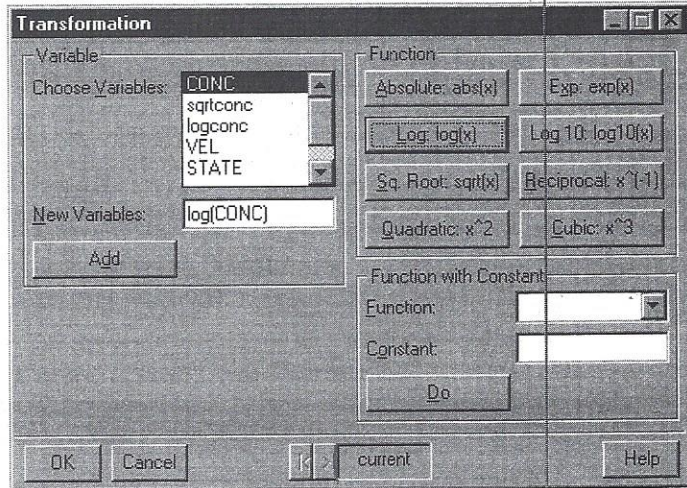 Transformation
Variable
Choose Variables:
CONC
sqrtconc
logconc
VEL
STATE
New Variables:
log(CONC)
Add
Function
Absolute: abs(x)
Exp: exp(x)
Log: log(x)
Log 10: log10(x)
Sq. Root: sqrt(x)
Reciprocal: x^(-1)
Quadratic: x^2
Cubic: x^3
Function with Constant
Function:
Constant:
Do
OK
Cancel
current
Help